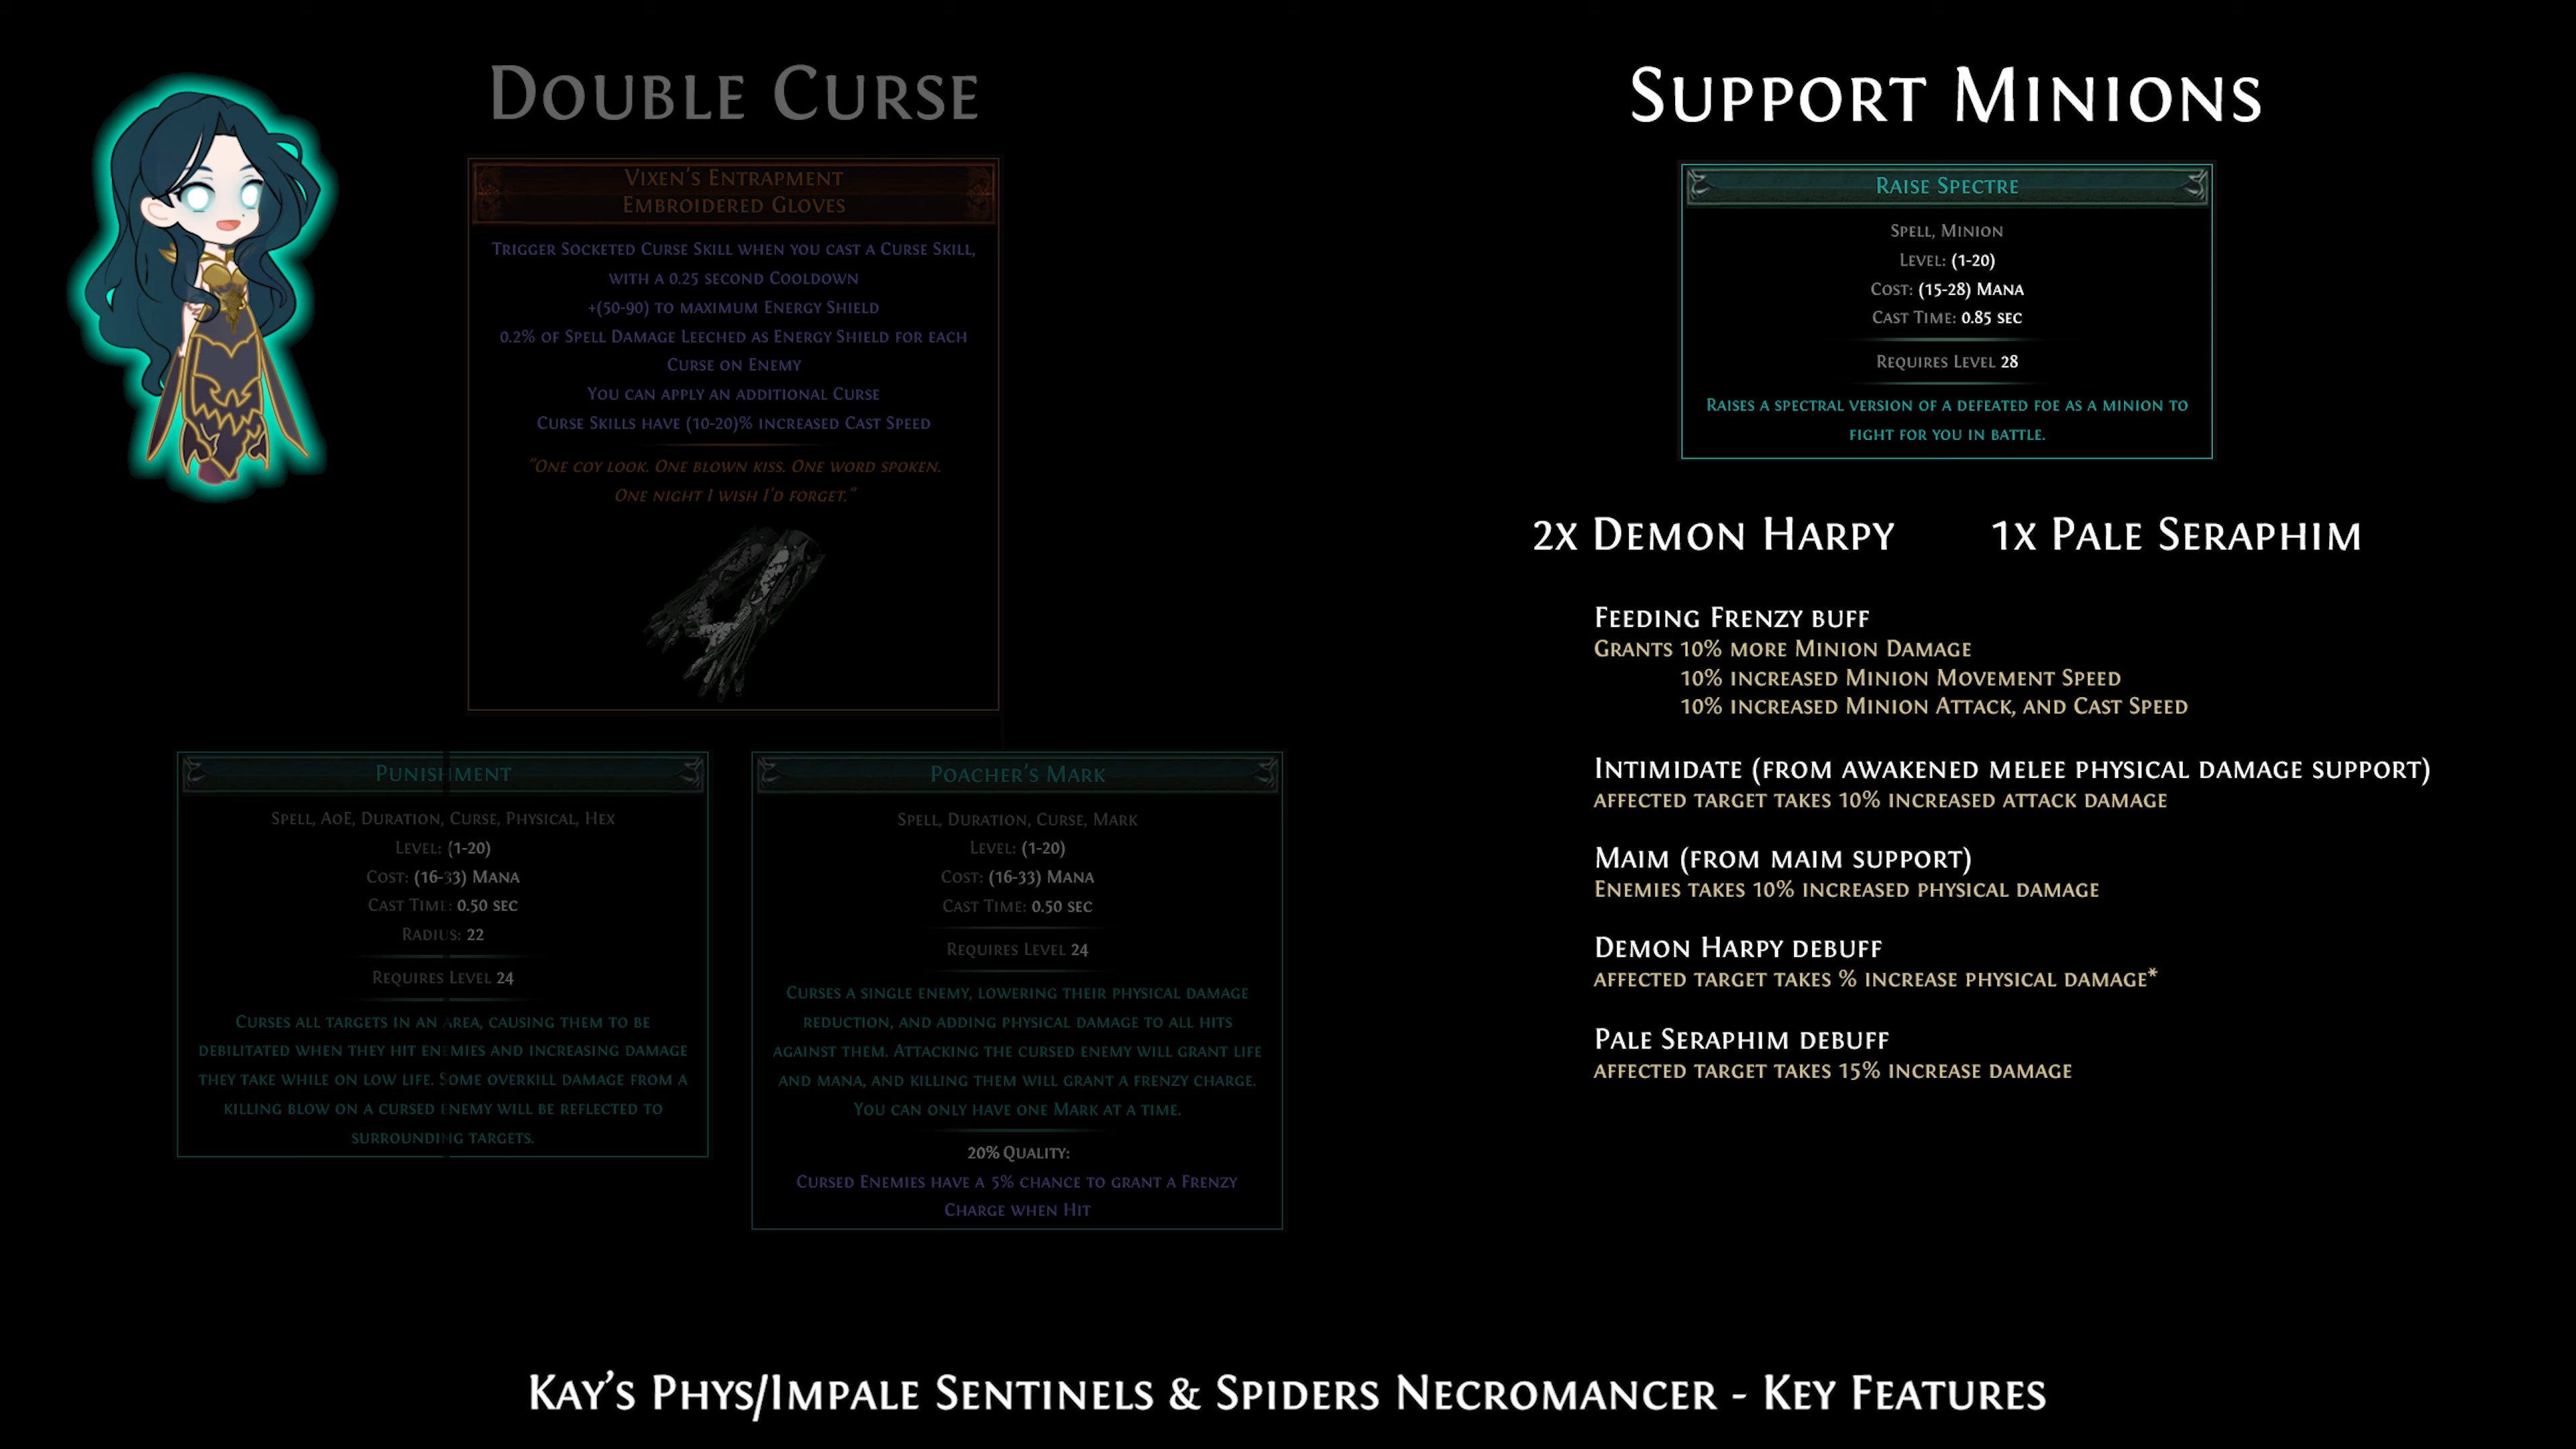 Double Curse
Vixen's Entrapment
Embroidered Gloves
Trigger Socketed Curse Skill when you cast a Curse Skill,
with a 0.25 second Cooldown
+(50-90) to maximum Energy Shield
0.2% of Spell Damage Leeched as Energy Shield for each
Curse on Enemy
You can apply an additional Curse
Curse Skills have (10-20)% increased Cast Speed
"One coy look. One blown kiss. One word spoken.
One night I wish I'd forget."
Punishment
Spell, AoE, Duration, Curse, Physical, Hex
Level: (1-20)
Cost: (16-33) Mana
Cast Time: 0.50 sec
Radius: 22
Requires Level 24
Curses all targets in an area, causing them to be
debilitated when they hit enemies and increasing damage
they take while on low life. Some overkill damage from a
killing blow on a cursed enemy will be reflected to
surrounding targets.
Poacher's Mark
Spell, Duration, Curse, Mark
Level: (1-20)
Cost: (16-33) Mana
Cast Time: 0.50 sec
Requires Level 24
Curses a single enemy, lowering their physical damage
reduction, and adding physical damage to all hits
against them. Attacking the cursed enemy will grant life
and mana, and killing them will grant a frenzy charge.
You can only have one Mark at a time.
20% Quality:
Cursed Enemies have a 5% chance to grant a Frenzy
Charge when Hit
Support Minions
Raise Spectre
Spell, Minion
Level: (1-20)
Cost: (15-28) Mana
Cast Time: 0.85 sec
Requires Level 28
Raises a spectral version of a defeated foe as a minion to
fight for you in battle.
2x Demon Harpy 1x Pale Seraphim
Feeding Frenzy buff
Grants 10% more Minion Damage
10% increased Minion Movement Speed
10% increased Minion Attack, and Cast Speed
Intimidate (from awakened melee physical damage support)
affected target takes 10% increased attack damage
Maim (from maim support)
Enemies takes 10% increased physical damage
Demon Harpy debuff
affected target takes % increase physical damage*
Pale Seraphim debuff
affected target takes 15% increase damage
Kay's Phys/Impale Sentinels & Spiders Necromancer - Key Features